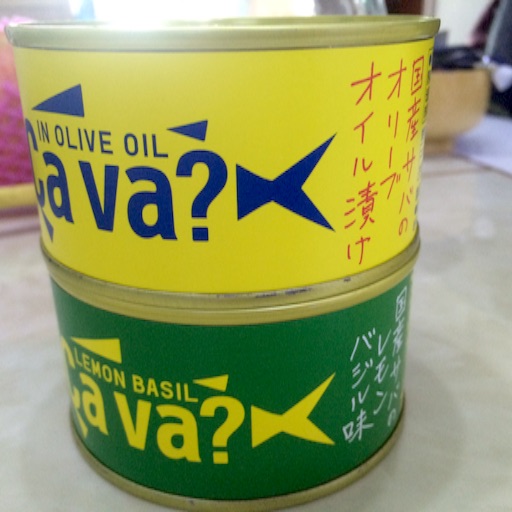 IN OLIVE OIL
Ça va?
国産サバの
オリーブ
オイル漬け
LEMON BASIL
Ça va?
国産サバの
レモン
バジル味